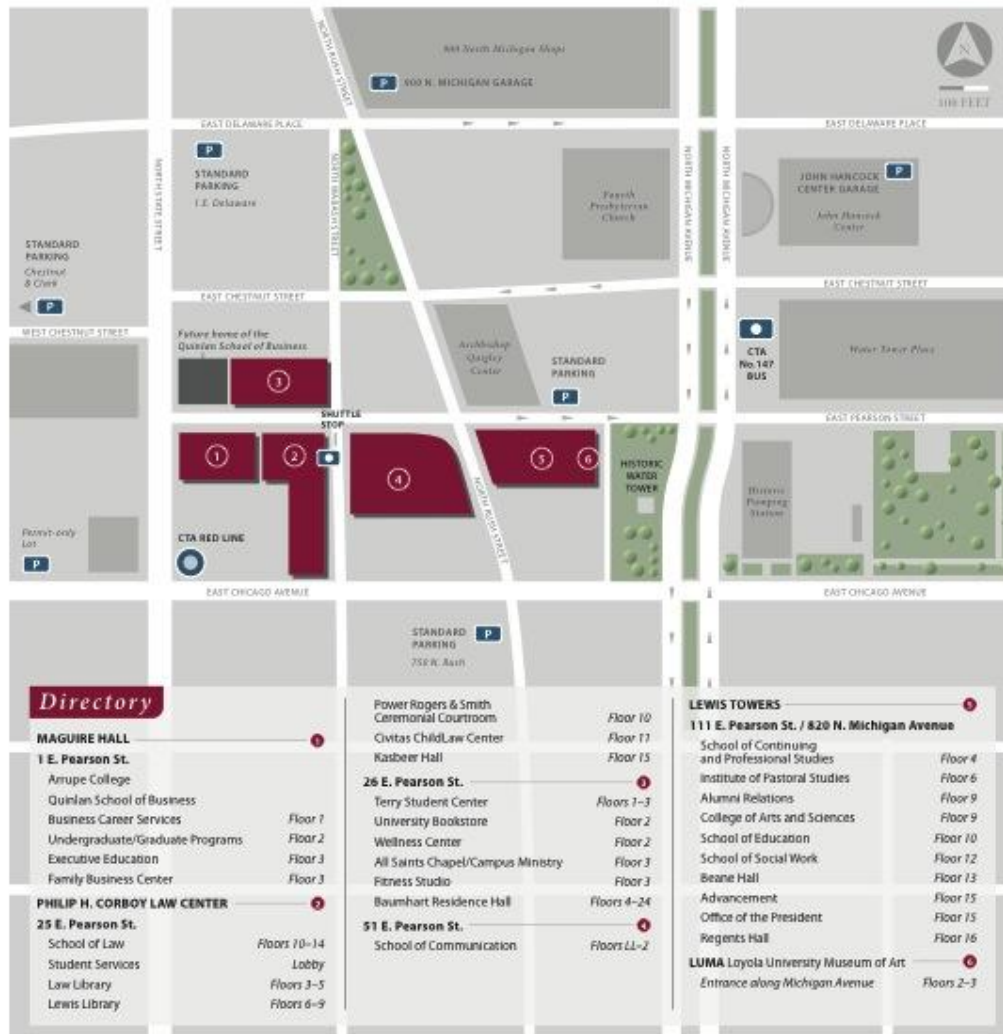 900 North Michigan Shops
P 900 N. MICHIGAN GARAGE
N
100 FEET
NORTH RUSH STREET
EAST DELAWARE PLACE
EAST DELAWARE PLACE
P
STANDARD
PARKING
1 E. Delaware
NORTH STATE STREET
NORTH WABASH STREET
Fourth
Presbyterian
Church
NORTH MICHIGAN AVENUE
NORTH MICHIGAN AVENUE
JOHN HANCOCK
CENTER GARAGE
P
John Hancock
Center
STANDARD
PARKING
Chestnut
& Clark
P
EAST CHESTNUT STREET
EAST CHESTNUT STREET
WEST CHESTNUT STREET
Future home of the
Quinlan School of Business
3
Archbishop
Quigley
Center
STANDARD
PARKING
P
CTA
No.147
BUS
Water Tower Place
SHUTTLE
STOP
EAST PEARSON STREET
1
2
4
5
6
HISTORIC
WATER
TOWER
Historic
Pumping
Station
NORTH RUSH STREET
Permit-only
Lot
P
CTA RED LINE
EAST CHICAGO AVENUE
EAST CHICAGO AVENUE
STANDARD
PARKING
P
750 N. Rush
Directory
MAGUIRE HALL 1
1 E. Pearson St.
Arrupe College
Quinlan School of Business
Business Career Services Floor 1
Undergraduate/Graduate Programs Floor 2
Executive Education Floor 3
Family Business Center Floor 3
PHILIP H. CORBOY LAW CENTER 2
25 E. Pearson St.
School of Law Floors 10–14
Student Services Lobby
Law Library Floors 3–5
Lewis Library Floors 6–9
Power Rogers & Smith
Ceremonial Courtroom Floor 10
Civitas ChildLaw Center Floor 11
Kasbeer Hall Floor 15
26 E. Pearson St. 3
Terry Student Center Floors 1–3
University Bookstore Floor 2
Wellness Center Floor 2
All Saints Chapel/Campus Ministry Floor 3
Fitness Studio Floor 3
Baumhart Residence Hall Floors 4–24
51 E. Pearson St. 4
School of Communication Floors LL–2
LEWIS TOWERS 5
111 E. Pearson St. / 820 N. Michigan Avenue
School of Continuing
and Professional Studies Floor 4
Institute of Pastoral Studies Floor 6
Alumni Relations Floor 9
College of Arts and Sciences Floor 9
School of Education Floor 10
School of Social Work Floor 12
Beane Hall Floor 13
Advancement Floor 15
Office of the President Floor 15
Regents Hall Floor 16
LUMA Loyola University Museum of Art 6
Entrance along Michigan Avenue Floors 2–3